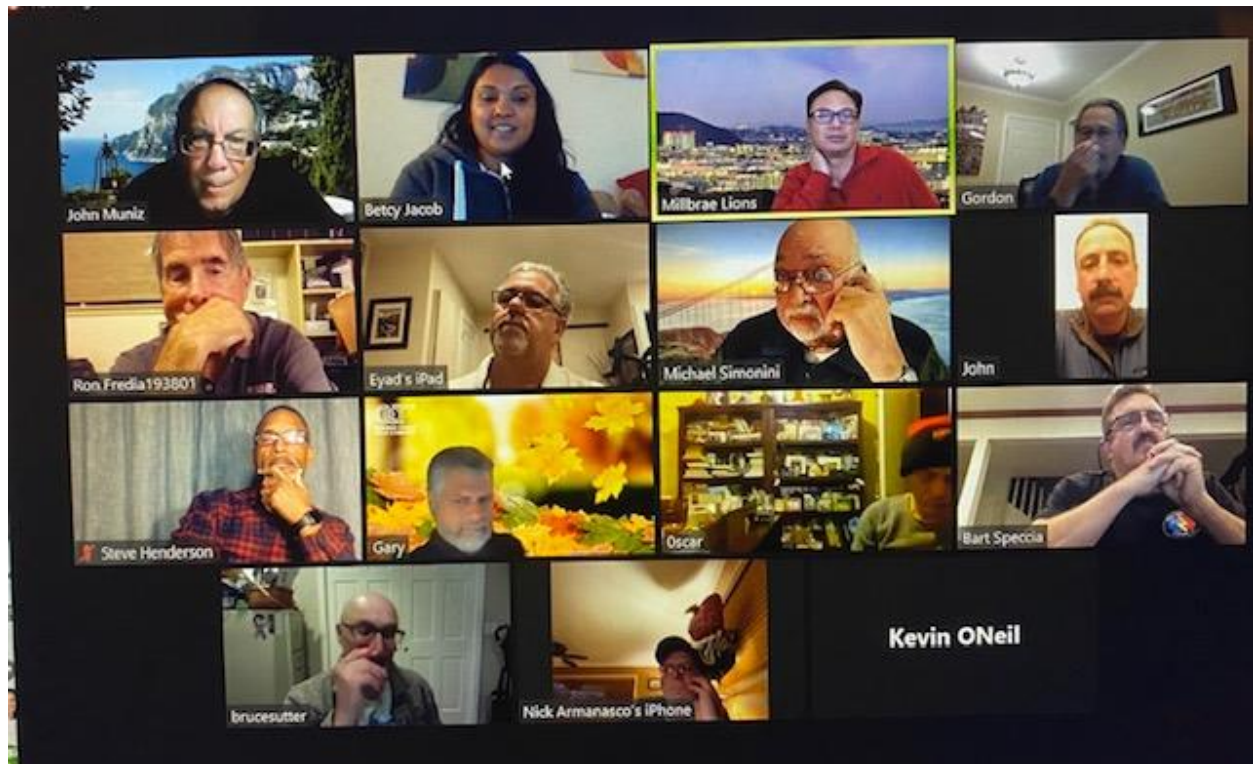 John Muniz
Betcy Jacob
Millbrae Lions
Gordon
Ron Fredia193801
Eyad's iPad
Michael Simonini
John
Steve Henderson
Gary
Oscar
Bart Speccia
brucesutter
Nick Armanasco's iPhone
Kevin ONeil